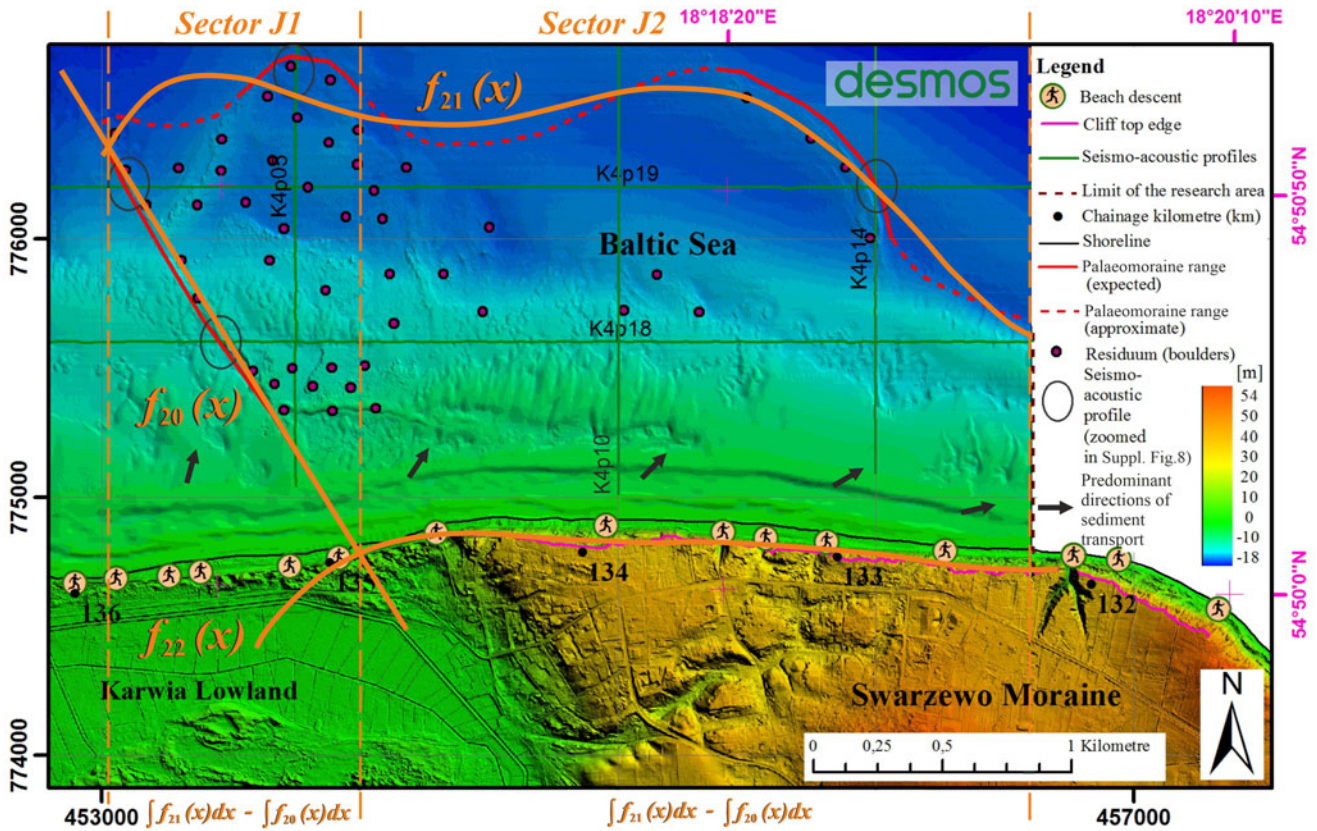 Sector J1
Sector J2
18°18'20"E
18°20'10"E
f21 (x)
desmos
K4p05
K4p19
Baltic Sea
K4p14
K4p18
f20 (x)
K4p10
776000
775000
774000
136
134
133
132
f22 (x)
Karwia Lowland
Swarzewo Moraine
Legend
Beach descent
Cliff top edge
Seismo-acoustic profiles
Limit of the research area
Chainage kilometre (km)
Shoreline
Palaeomoraine range
(expected)
Palaeomoraine range
(approximate)
Residuum (boulders)
Seismo-
acoustic
profile
(zoomed
in Suppl. Fig.8)
Predominant
directions of
sediment
transport
[m]
54
50
40
30
20
10
0
-10
-18
54°50'50"N
54°50'0"N
N
0
0,25
0,5
1 Kilometre
453000
∫f21 (x)dx - ∫f20 (x)dx
∫f21 (x)dx - ∫f20 (x)dx
457000